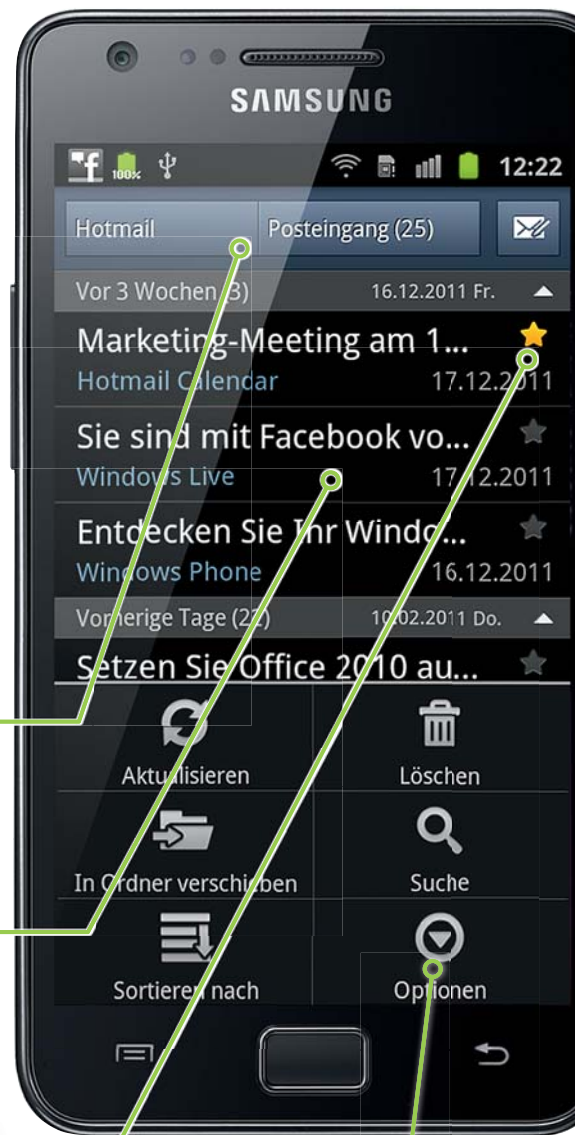 SAMSUNG
100% 12:22
Hotmail Posteingang (25)
Vor 3 Wochen (3) 16.12.2011 Fr.
Marketing-Meeting am 1...
Hotmail Calendar 17.12.2011
Sie sind mit Facebook vo...
Windows Live 17.12.2011
Entdecken Sie Ihr Windo...
Windows Phone 16.12.2011
Vorherige Tage (22) 10.02.2011 Do.
Setzen Sie Office 2010 au...
Aktualisieren Löschen
In Ordner verschieben Suche
Sortieren nach Optionen